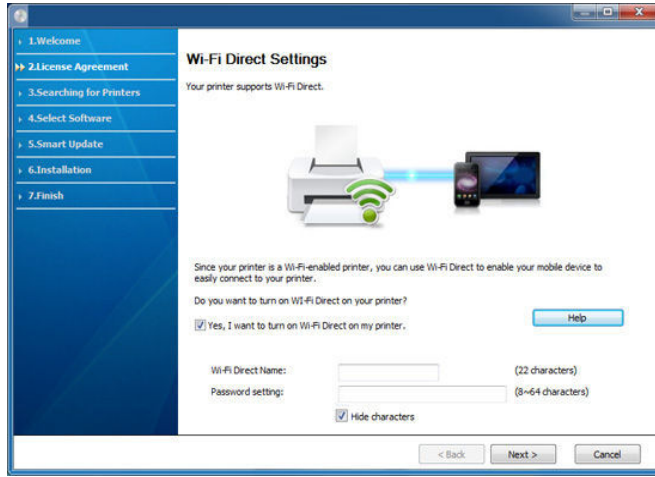 1.Welcome
2.License Agreement
3.Searching for Printers
4.Select Software
5.Smart Update
6.Installation
7.Finish
Wi-Fi Direct Settings
Your printer supports Wi-Fi Direct.
Since your printer is a Wi-Fi-enabled printer, you can use Wi-Fi Direct to enable your mobile device to
easily connect to your printer.
Do you want to turn on WI-Fi Direct on your printer?
Yes, I want to turn on Wi-Fi Direct on my printer.
Help
Wi-Fi Direct Name: (22 characters)
Password setting: (8~64 characters)
Hide characters
< Back Next > Cancel